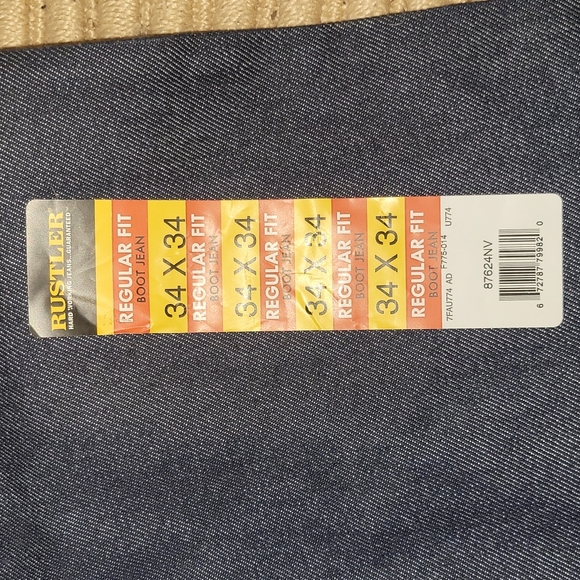 RUSTLER
HARD WORKING JEANS. GUARANTEED.
REGULAR FIT
BOOT JEAN
34 X 34
REGULAR FIT
BOOT JEAN
34 X 34
REGULAR FIT
BOOT JEAN
34 X 34
REGULAR FIT
BOOT JEAN
34 X 34
REGULAR FIT
BOOT JEAN
7FAU774 AD F775-014 U774
87624NV
6 72787 79982 0